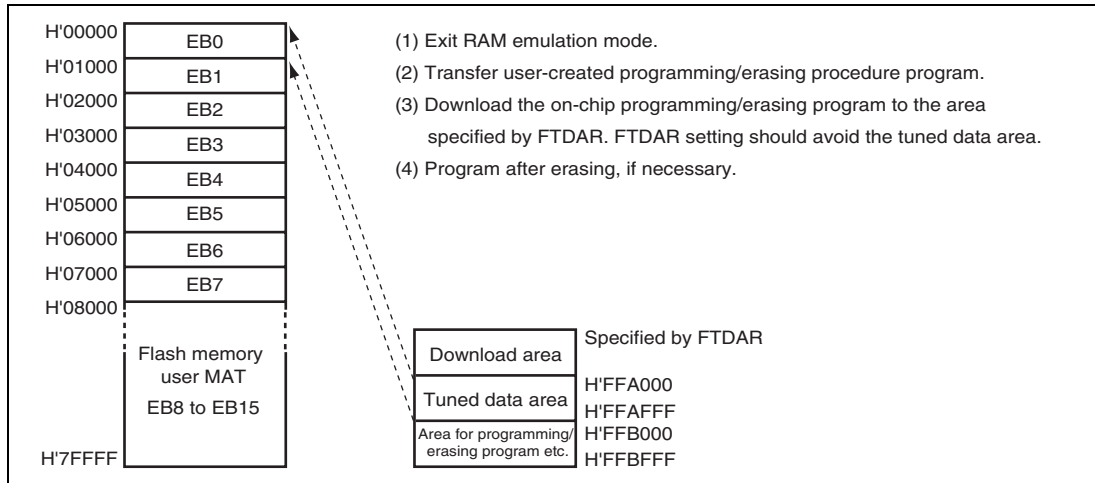 H'00000
EB0
H'01000
EB1
H'02000
EB2
H'03000
EB3
H'04000
EB4
H'05000
EB5
H'06000
EB6
H'07000
EB7
H'08000
Flash memory
user MAT
EB8 to EB15
H'7FFFF
(1) Exit RAM emulation mode.
(2) Transfer user-created programming/erasing procedure program.
(3) Download the on-chip programming/erasing program to the area
specified by FTDAR. FTDAR setting should avoid the tuned data area.
(4) Program after erasing, if necessary.
Download area
Specified by FTDAR
Tuned data area
H'FFA000
H'FFAFFF
Area for programming/
erasing program etc.
H'FFB000
H'FFBFFF